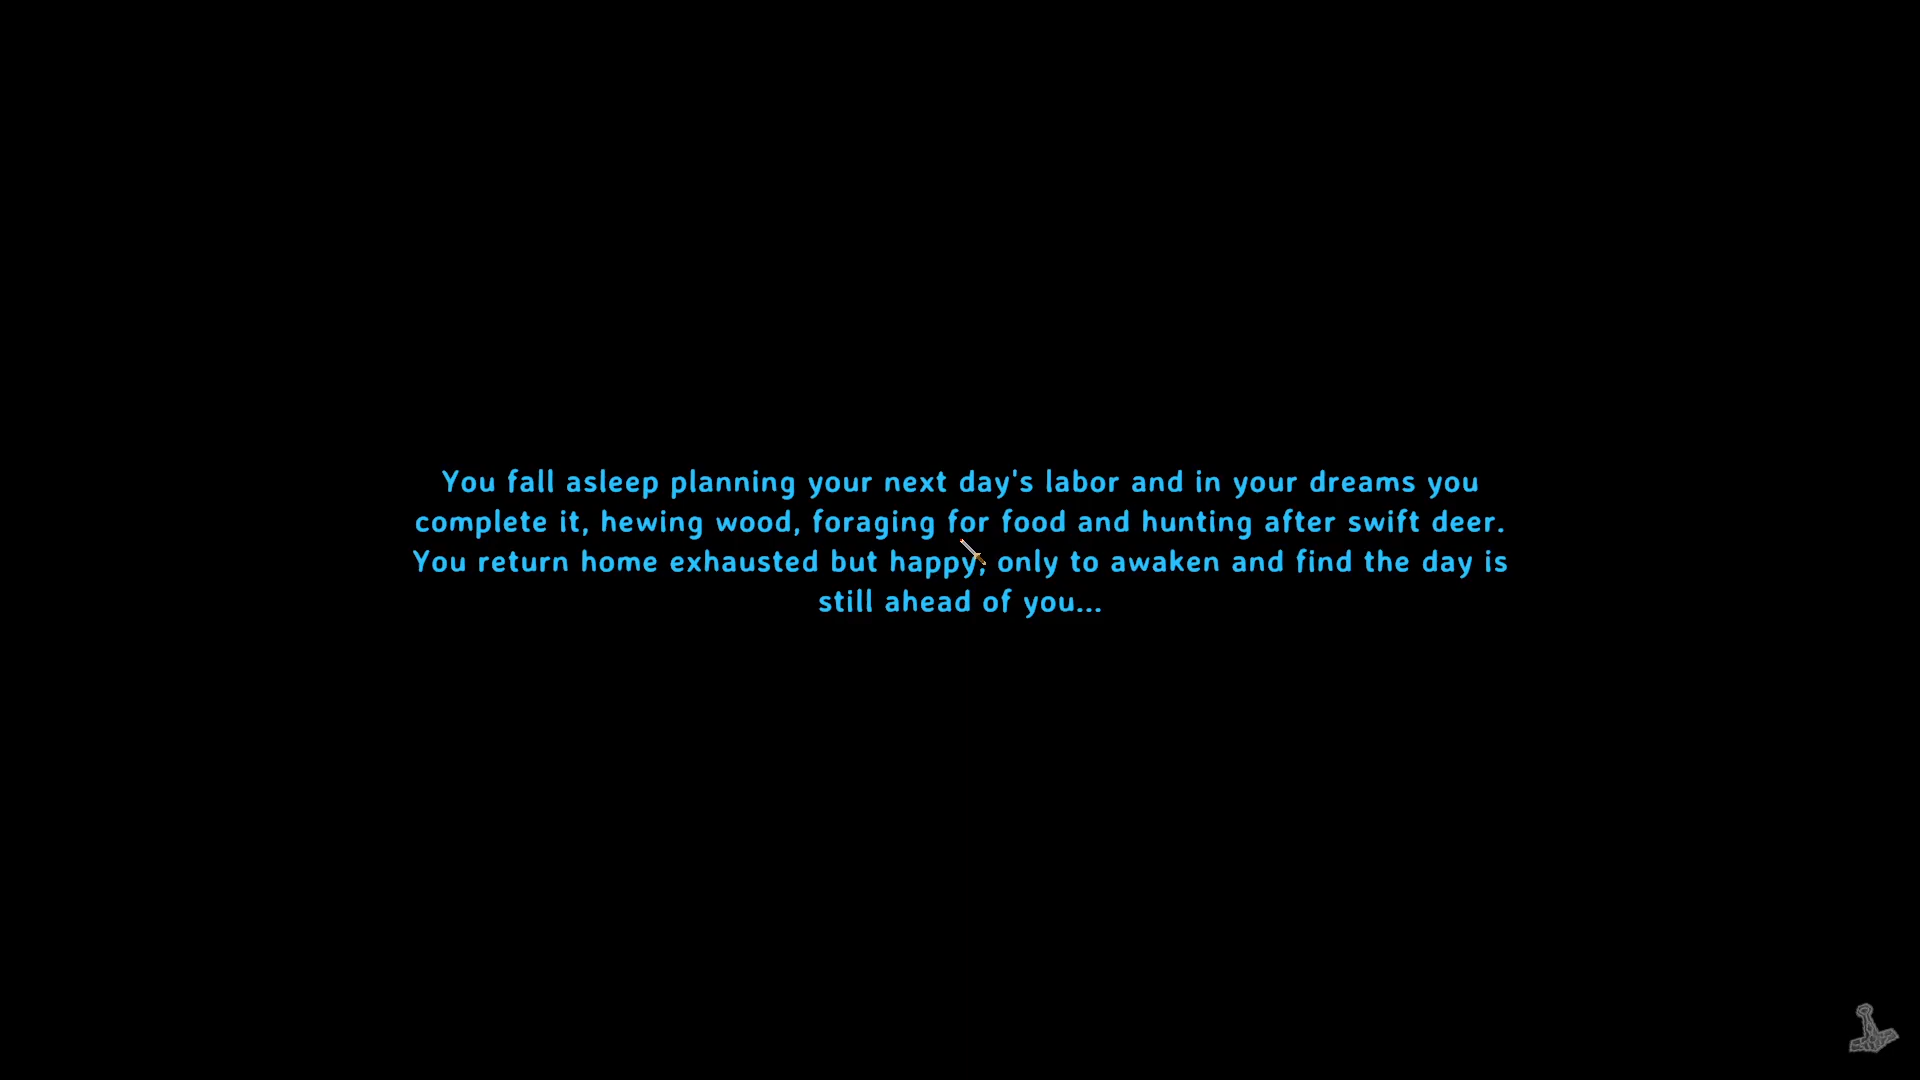 You fall asleep planning your next day's labor and in your dreams you
complete it, hewing wood, foraging for food and hunting after swift deer.
You return home exhausted but happy, only to awaken and find the day is
still ahead of you...